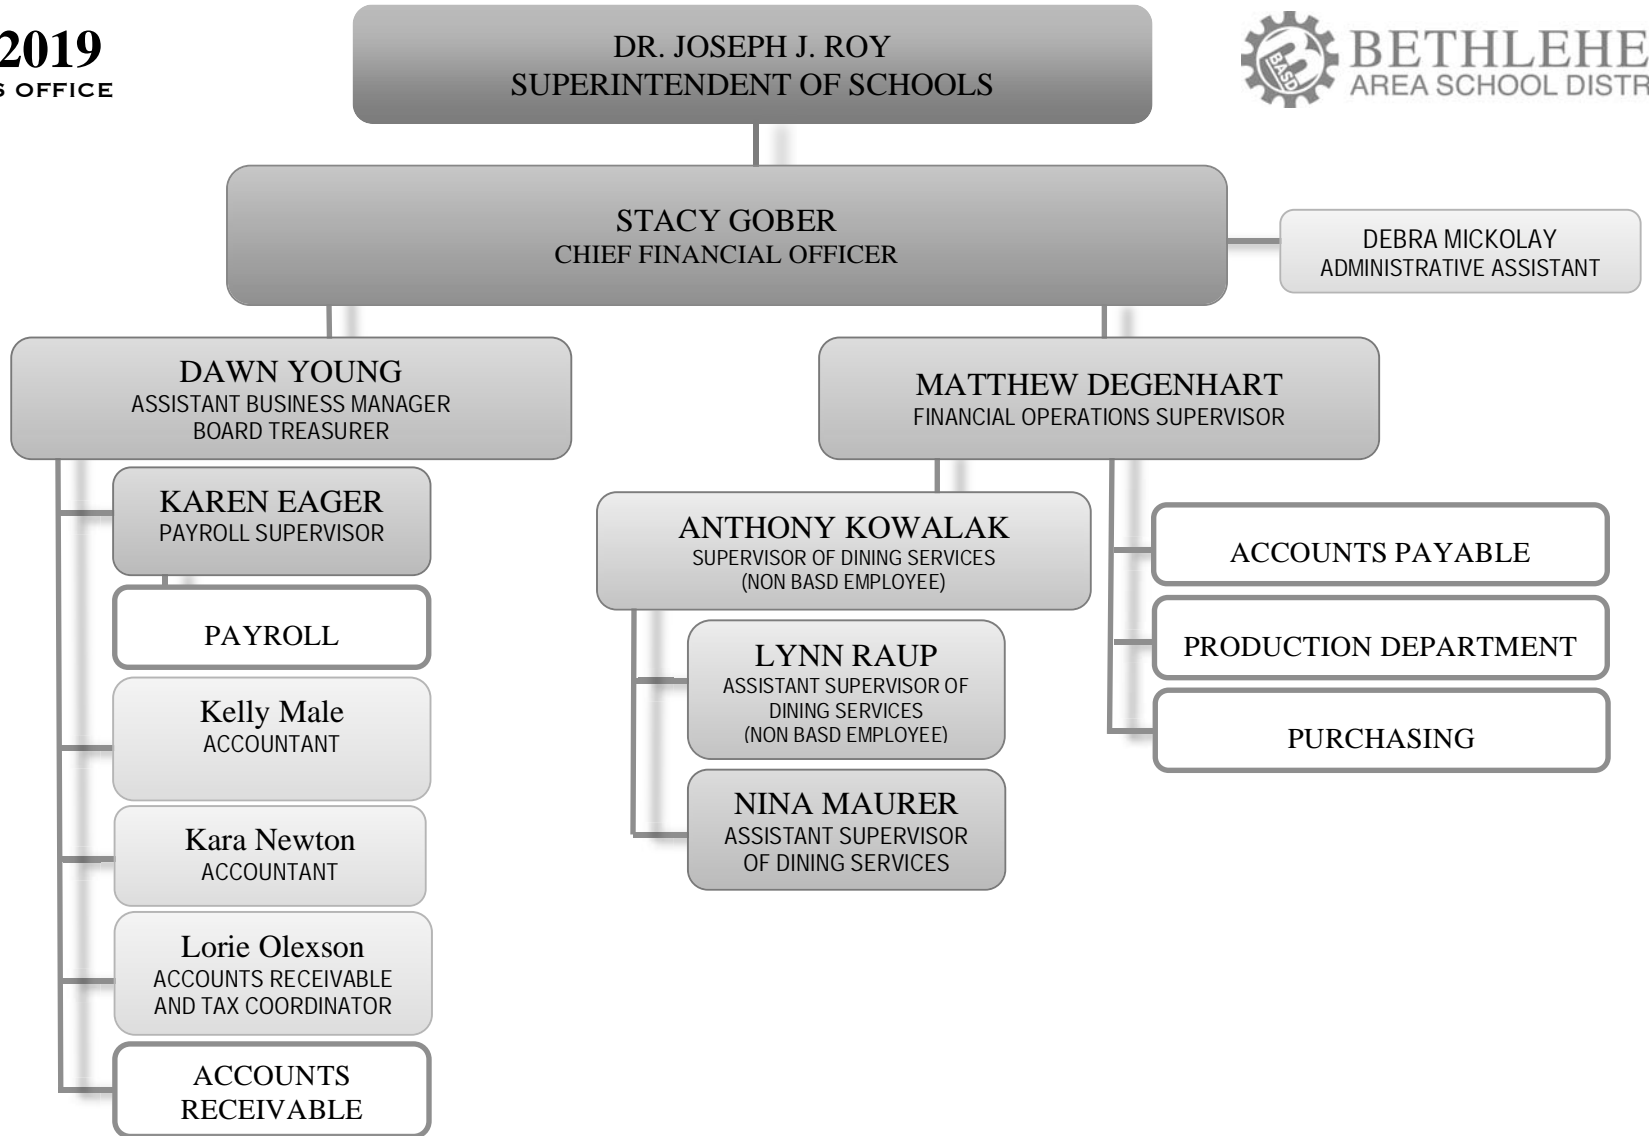 2019
OFFICE
DR. JOSEPH J. ROY
SUPERINTENDENT OF SCHOOLS
BASD
BETHLEHE
AREA SCHOOL DISTR
STACY GOBER
CHIEF FINANCIAL OFFICER
DEBRA MICKOLAY
ADMINISTRATIVE ASSISTANT
DAWN YOUNG
ASSISTANT BUSINESS MANAGER
BOARD TREASURER
MATTHEW DEGENHART
FINANCIAL OPERATIONS SUPERVISOR
KAREN EAGER
PAYROLL SUPERVISOR
PAYROLL
Kelly Male
ACCOUNTANT
Kara Newton
ACCOUNTANT
Lorie Olexson
ACCOUNTS RECEIVABLE
AND TAX COORDINATOR
ACCOUNTS
RECEIVABLE
ANTHONY KOWALAK
SUPERVISOR OF DINING SERVICES
(NON BASD EMPLOYEE)
LYNN RAUP
ASSISTANT SUPERVISOR OF
DINING SERVICES
(NON BASD EMPLOYEE)
NINA MAURER
ASSISTANT SUPERVISOR
OF DINING SERVICES
ACCOUNTS PAYABLE
PRODUCTION DEPARTMENT
PURCHASING